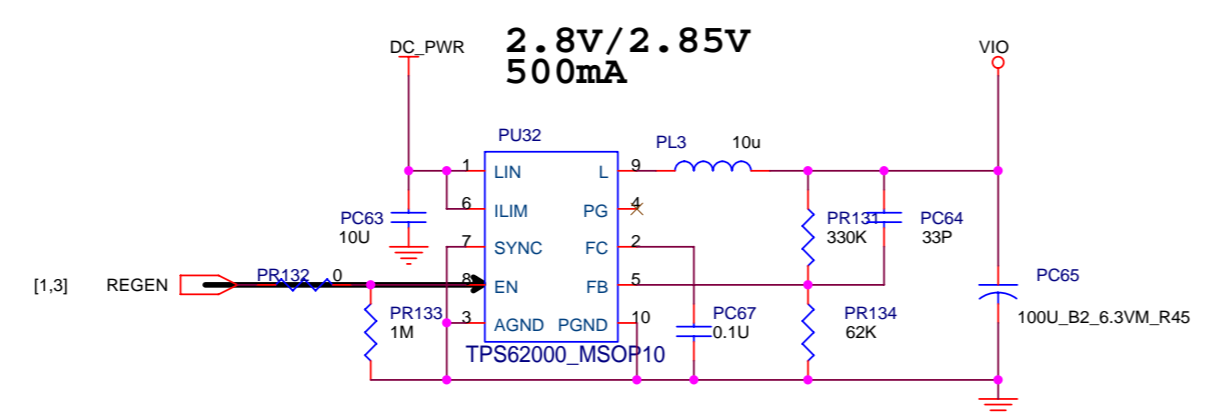 2.8V/2.85V
500mA
DC_PWR
VIO
PU32
PL3 10u
1 LIN L 9
6 ILIM PG 4
7 SYNC FC 2
8 EN FB 5
3 AGND PGND 10
TPS62000_MSOP10
PC63
10U
[1,3] REGEN
PR132 0
PR133
1M
PR131
330K
PC64
33P
PC67
0.1U
PR134
62K
PC65
100U_B2_6.3VM_R45